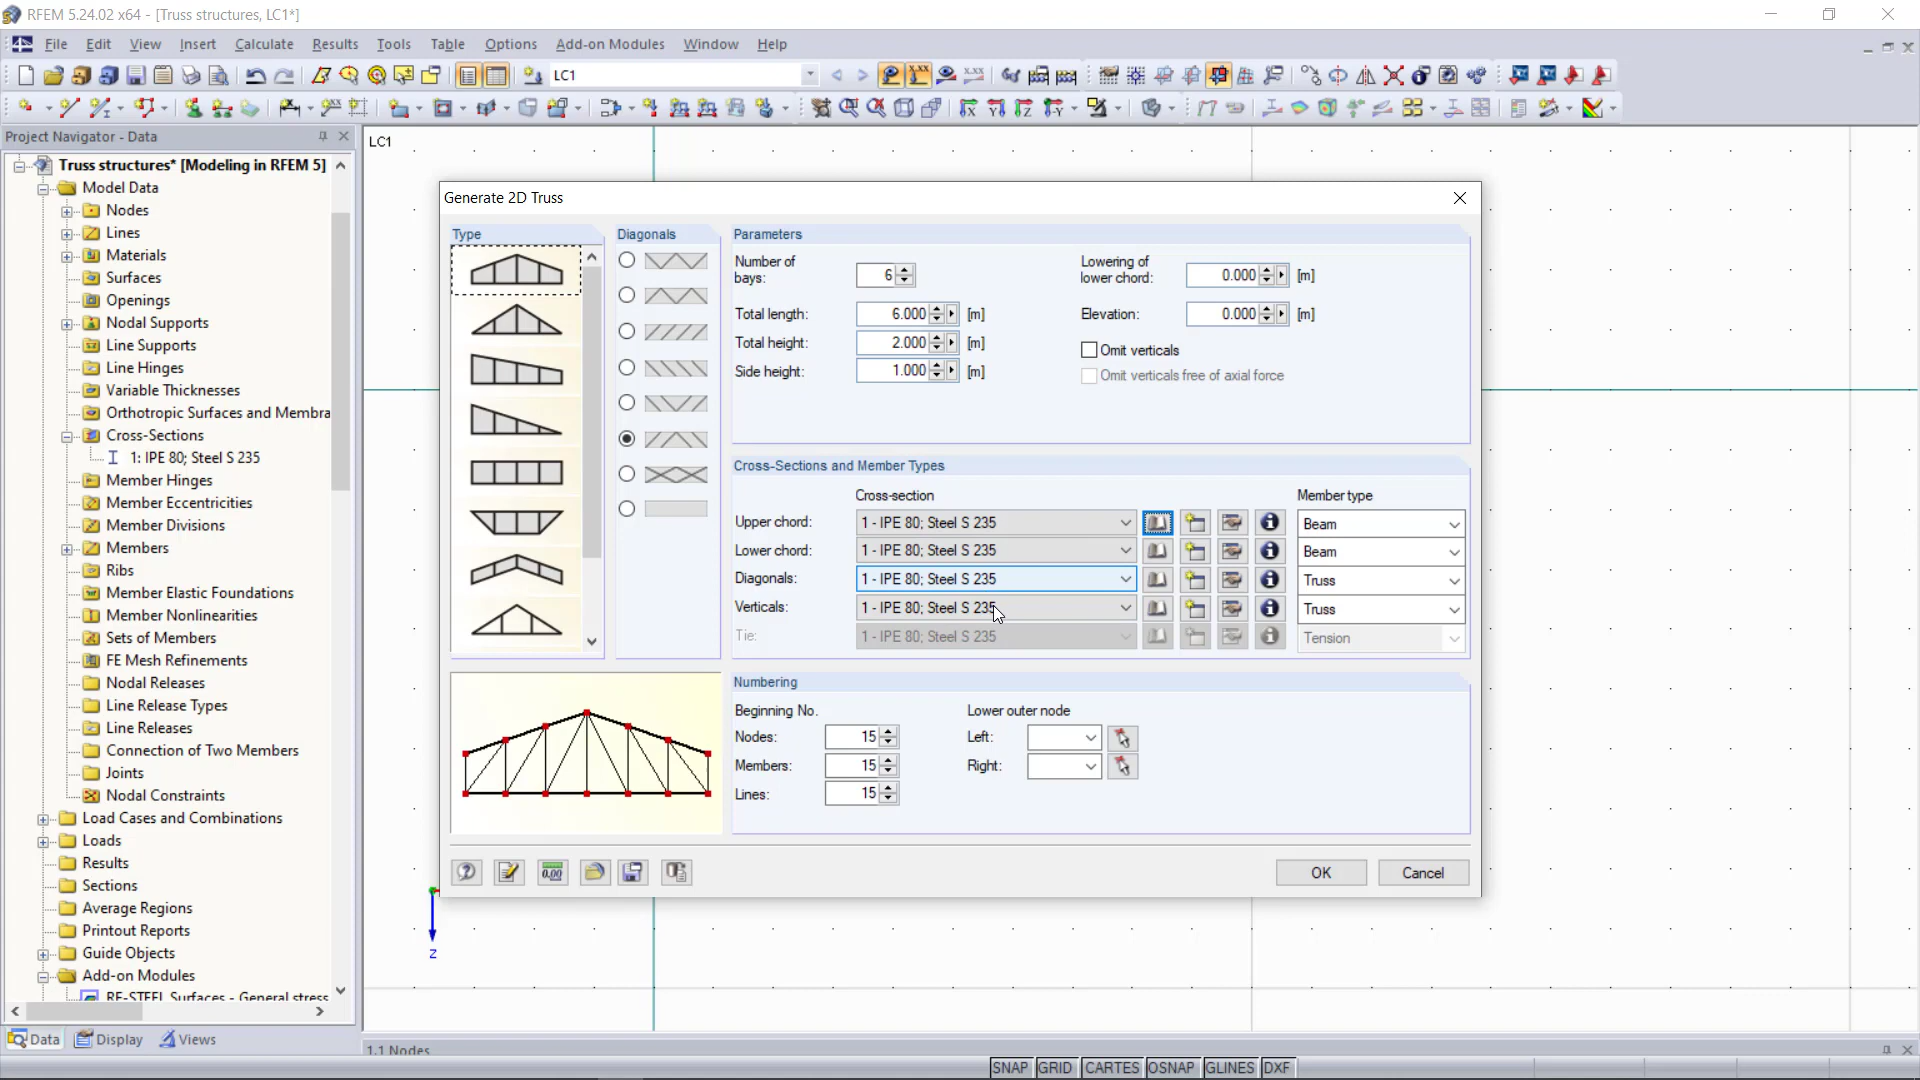 RFEM 5.24.02 x64 - [Truss structures, LC1*]
File Edit View Insert Calculate Results Tools Table Options Add-on Modules Window Help
LC1
Project Navigator - Data
Truss structures* [Modeling in RFEM 5]
Model Data
Nodes
Lines
Materials
Surfaces
Openings
Nodal Supports
Line Supports
Line Hinges
Variable Thicknesses
Orthotropic Surfaces and Membra
Cross-Sections
1: IPE 80; Steel S 235
Member Hinges
Member Eccentricities
Member Divisions
Members
Ribs
Member Elastic Foundations
Member Nonlinearities
Sets of Members
FE Mesh Refinements
Nodal Releases
Line Release Types
Line Releases
Connection of Two Members
Joints
Nodal Constraints
Load Cases and Combinations
Loads
Results
Sections
Average Regions
Printout Reports
Guide Objects
Add-on Modules
RF-STEEL Surfaces - General stress
Data Display Views
LC1
Generate 2D Truss
Type
Diagonals
Parameters
Number of bays: 6
Total length: 6.000 [m]
Total height: 2.000 [m]
Side height: 1.000 [m]
Lowering of lower chord: 0.000 [m]
Elevation: 0.000 [m]
Omit verticals
Omit verticals free of axial force
Cross-Sections and Member Types
Cross-section Member type
Upper chord: 1 - IPE 80; Steel S 235 Beam
Lower chord: 1 - IPE 80; Steel S 235 Beam
Diagonals: 1 - IPE 80; Steel S 235 Truss
Verticals: 1 - IPE 80; Steel S 235 Truss
Tie: 1 - IPE 80; Steel S 235 Tension
Numbering
Beginning No. Lower outer node
Nodes: 15 Left:
Members: 15 Right:
Lines: 15
0.00
OK Cancel
Z
1.1 Nodes
SNAP GRID CARTES OSNAP GLINES DXF